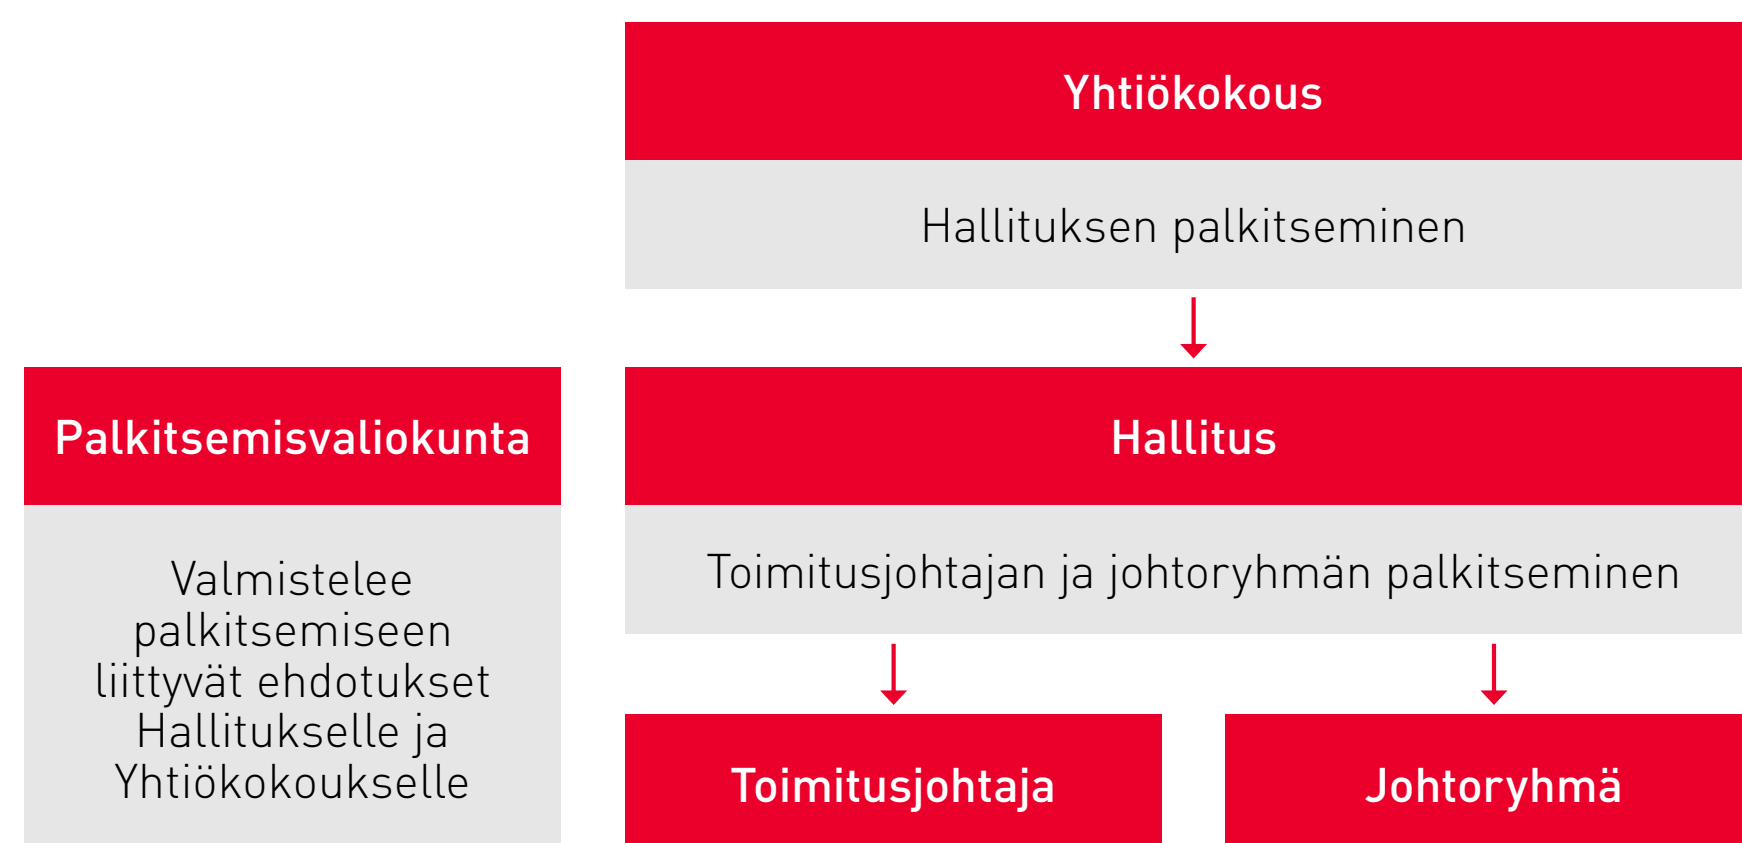 Yhtiökokous
Hallituksen palkitseminen
Palkitsemisvaliokunta
Valmistelee
palkitsemiseen
liittyvät ehdotukset
Hallitukselle ja
Yhtiökokoukselle
Hallitus
Toimitusjohtajan ja johtoryhmän palkitseminen
Toimitusjohtaja
Johtoryhmä